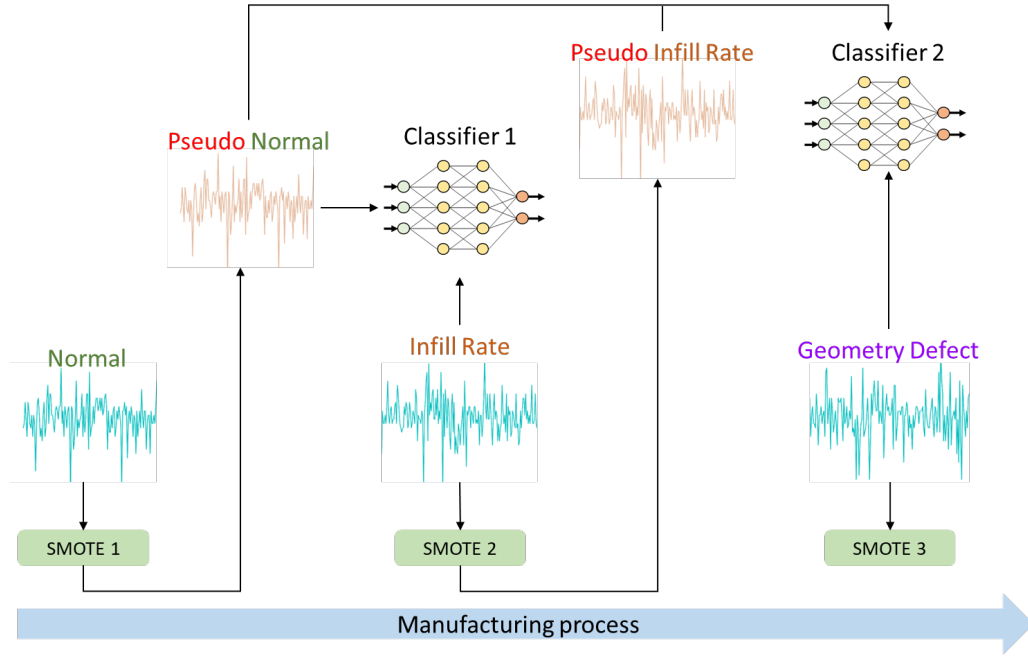 Pseudo Infill Rate
Classifier 2
Pseudo Normal
Classifier 1
Normal
Infill Rate
Geometry Defect
SMOTE 1
SMOTE 2
SMOTE 3
Manufacturing process